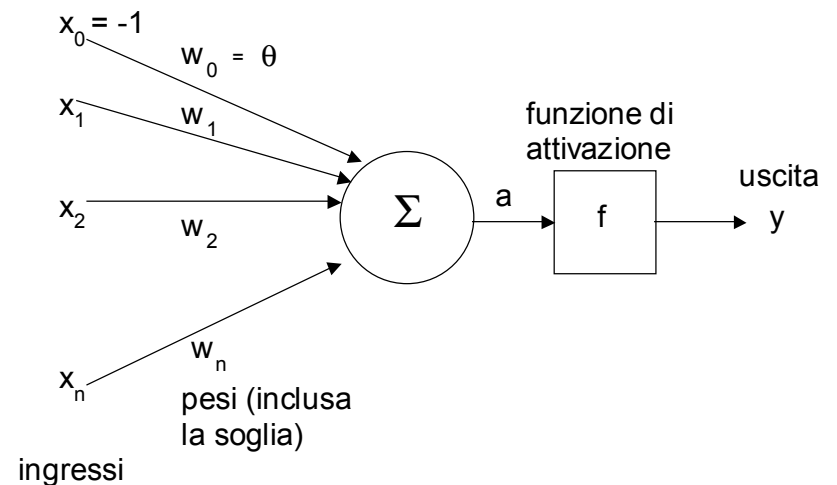 x0 = -1
w0 = θ
x1
w1
x2
w2
xn
wn
pesi (inclusa
la soglia)
ingressi
Σ
a
funzione di
attivazione
f
uscita
y